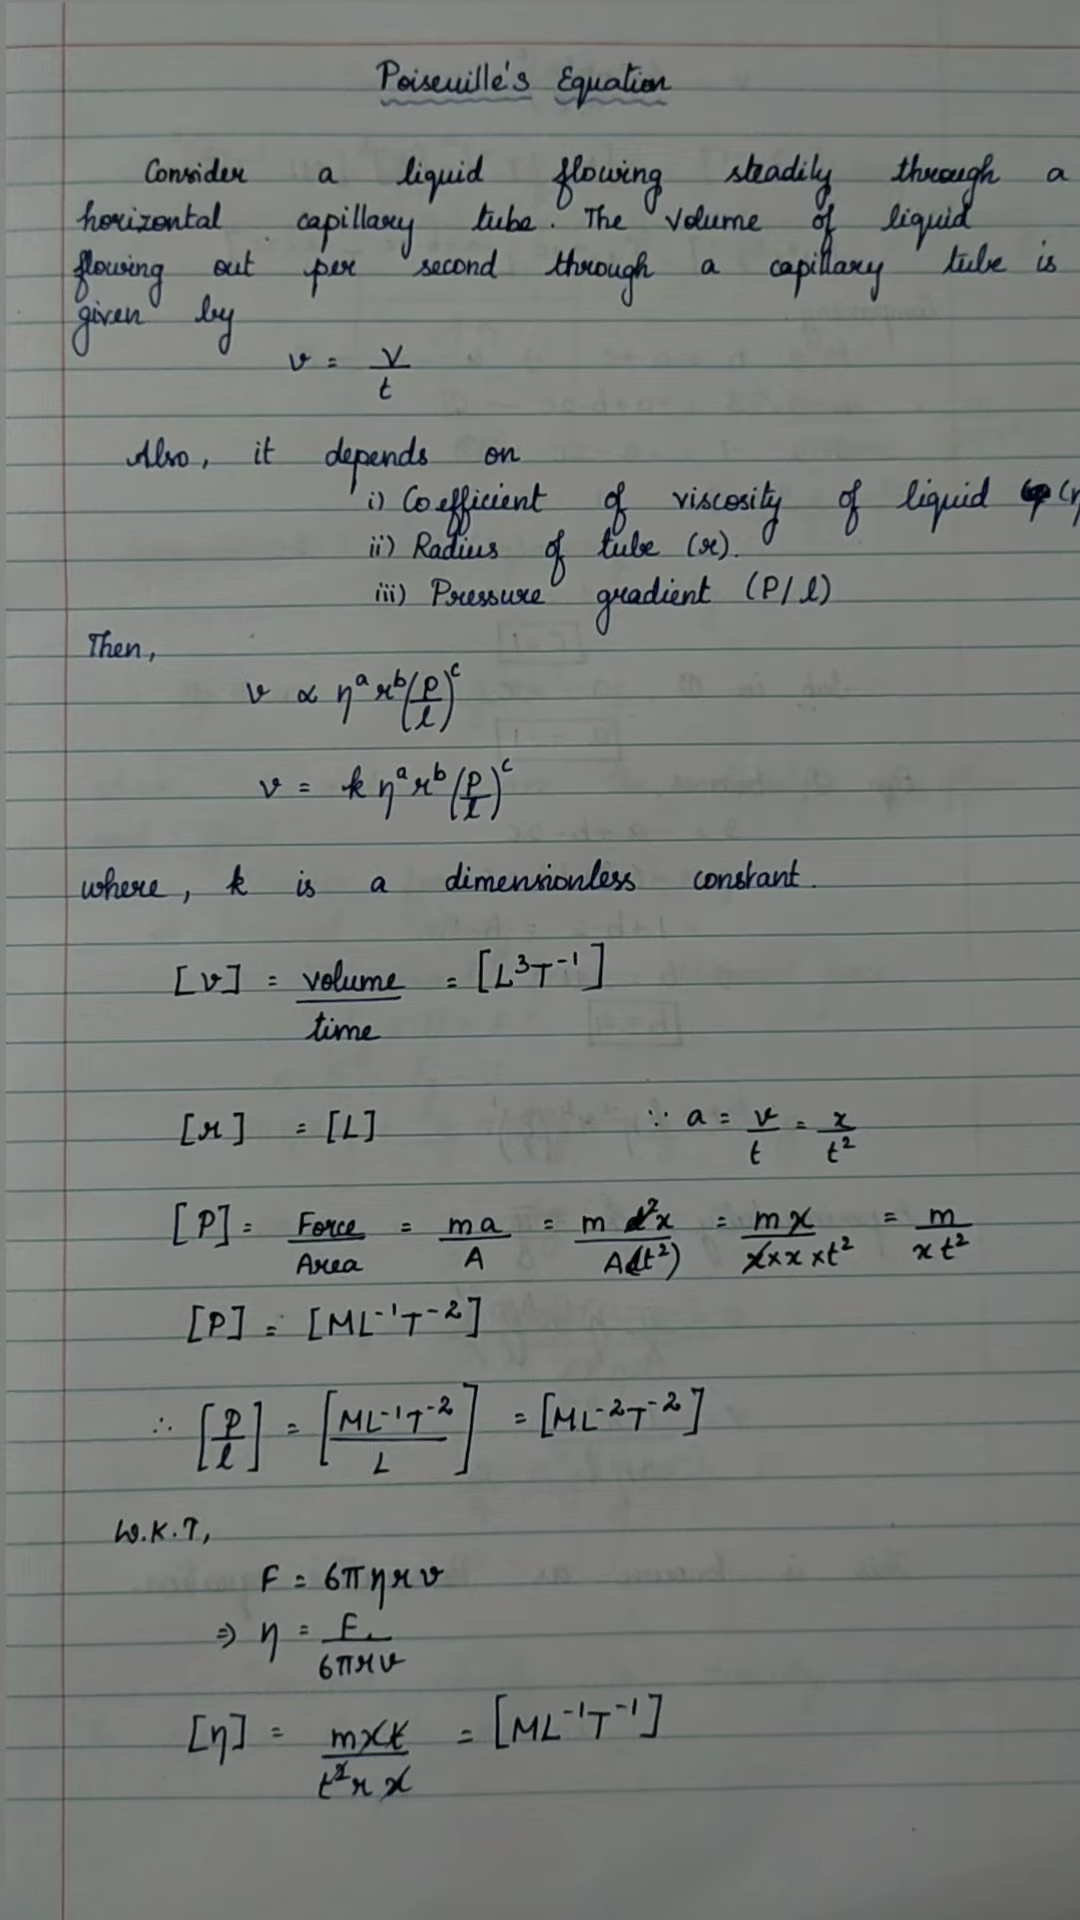 Poiseuille's Equation
Consider a liquid flowing steadily through a
horizontal capillary tube. The volume of liquid
flowing out per second through a capillary tube is
given by
v = V/t
Also, it depends on
i) Coefficient of viscosity of liquid (η
ii) Radius of tube (r).
iii) Pressure gradient (P/l)
Then,
v ∝ η^a r^b (P/l)^c
v = k η^a r^b (P/l)^c
where, k is a dimensionless constant.
[v] = volume/time = [L³T⁻¹]
[r] = [L] ∵ a = v/t = x/t²
[P] = Force/Area = ma/A = m d²x/A(dt²) = mx/(x×x×t²) = m/(xt²)
[P] = [ML⁻¹T⁻²]
∴ [P/l] = [ML⁻¹T⁻²/L] = [ML⁻²T⁻²]
W.K.T,
F = 6πηrv
⇒ η = F/6πrv
[η] = mxt/(t²rx) = [ML⁻¹T⁻¹]